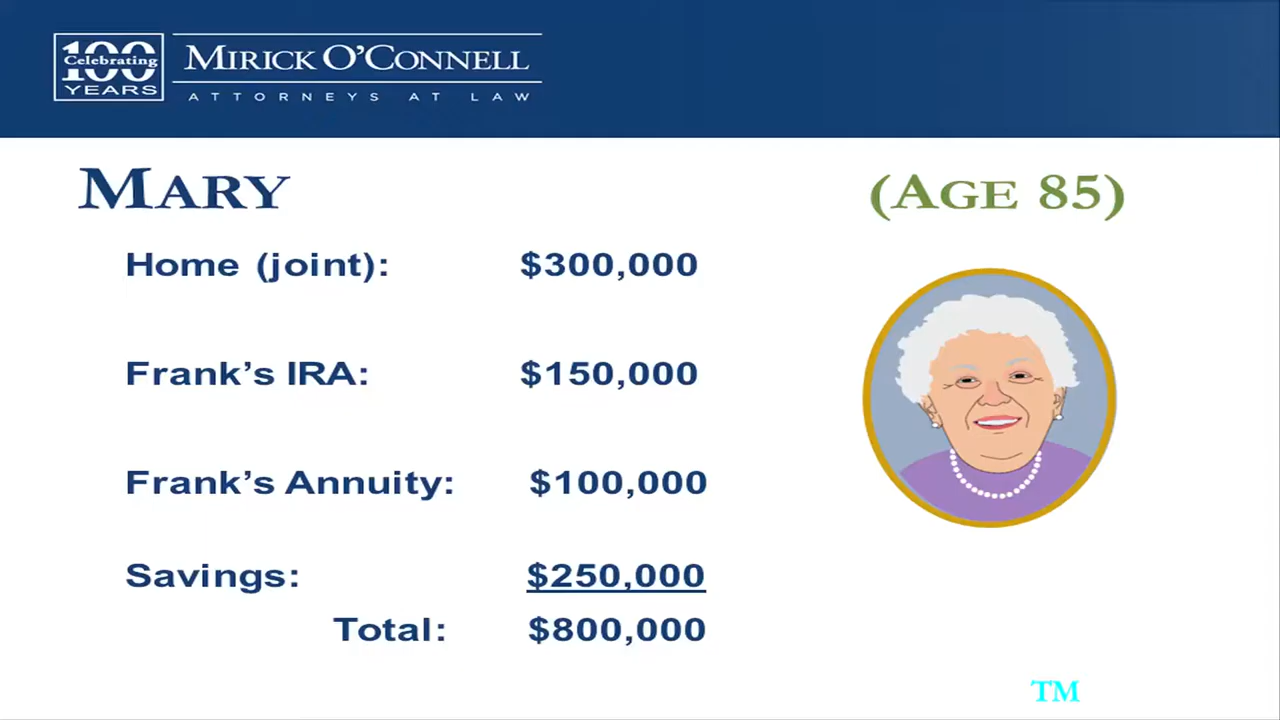 100
Celebrating
YEARS
MIRICK O'CONNELL
ATTORNEYS AT LAW
MARY (AGE 85)
Home (joint): $300,000
Frank’s IRA: $150,000
Frank’s Annuity: $100,000
Savings: $250,000
Total: $800,000
TM